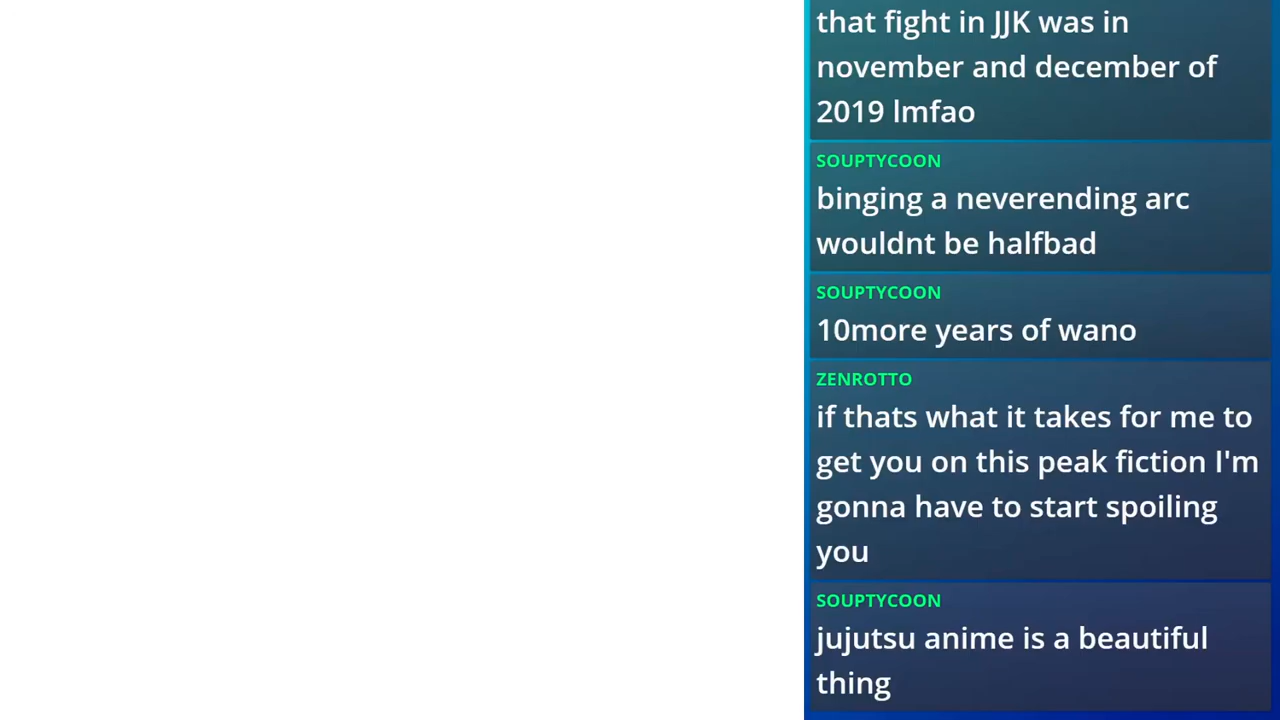 that fight in JJK was in
november and december of
2019 lmfao
SOUPTYCOON
binging a neverending arc
wouldnt be halfbad
SOUPTYCOON
10more years of wano
ZENROTTO
if thats what it takes for me to
get you on this peak fiction I'm
gonna have to start spoiling
you
SOUPTYCOON
jujutsu anime is a beautiful
thing